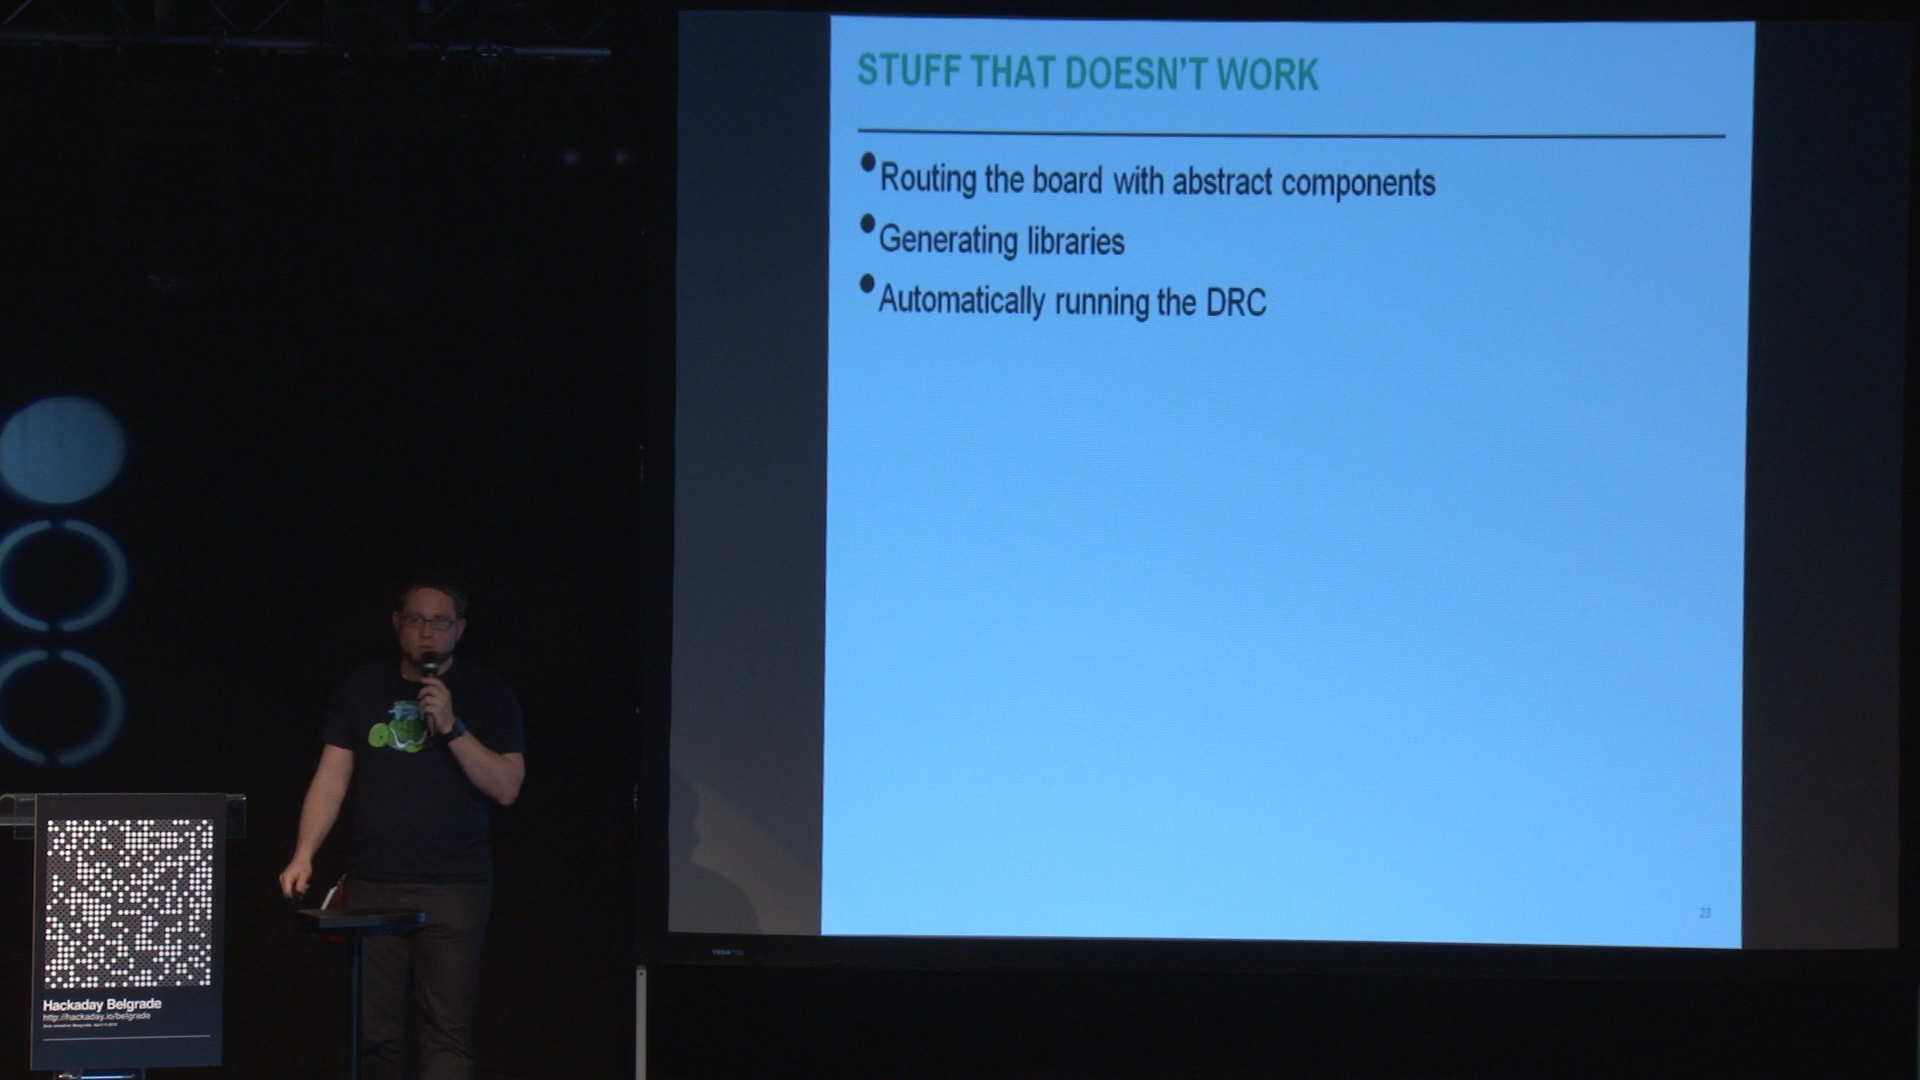 STUFF THAT DOESN'T WORK
•Routing the board with abstract components
•Generating libraries
•Automatically running the DRC
23
Hackaday Belgrade
http://hackaday.io/belgrade